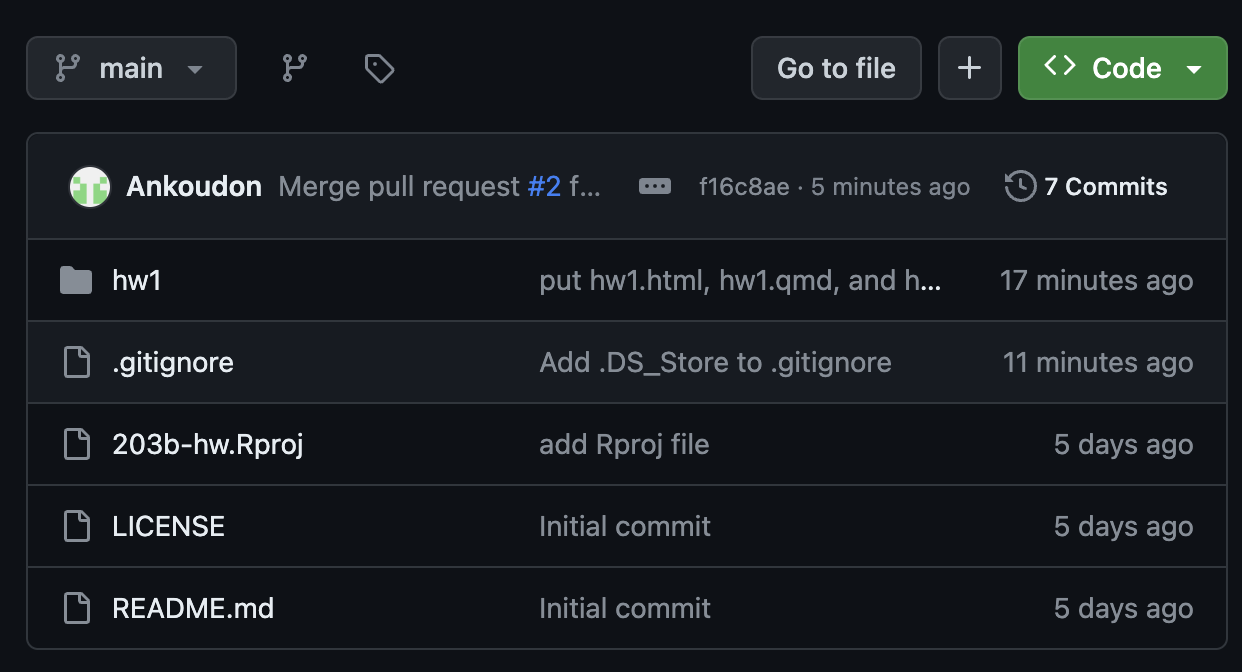 main Go to file Code
Ankoudon Merge pull request #2 f... f16c8ae · 5 minutes ago 7 Commits
hw1 put hw1.html, hw1.qmd, and h... 17 minutes ago
.gitignore Add .DS_Store to .gitignore 11 minutes ago
203b-hw.Rproj add Rproj file 5 days ago
LICENSE Initial commit 5 days ago
README.md Initial commit 5 days ago